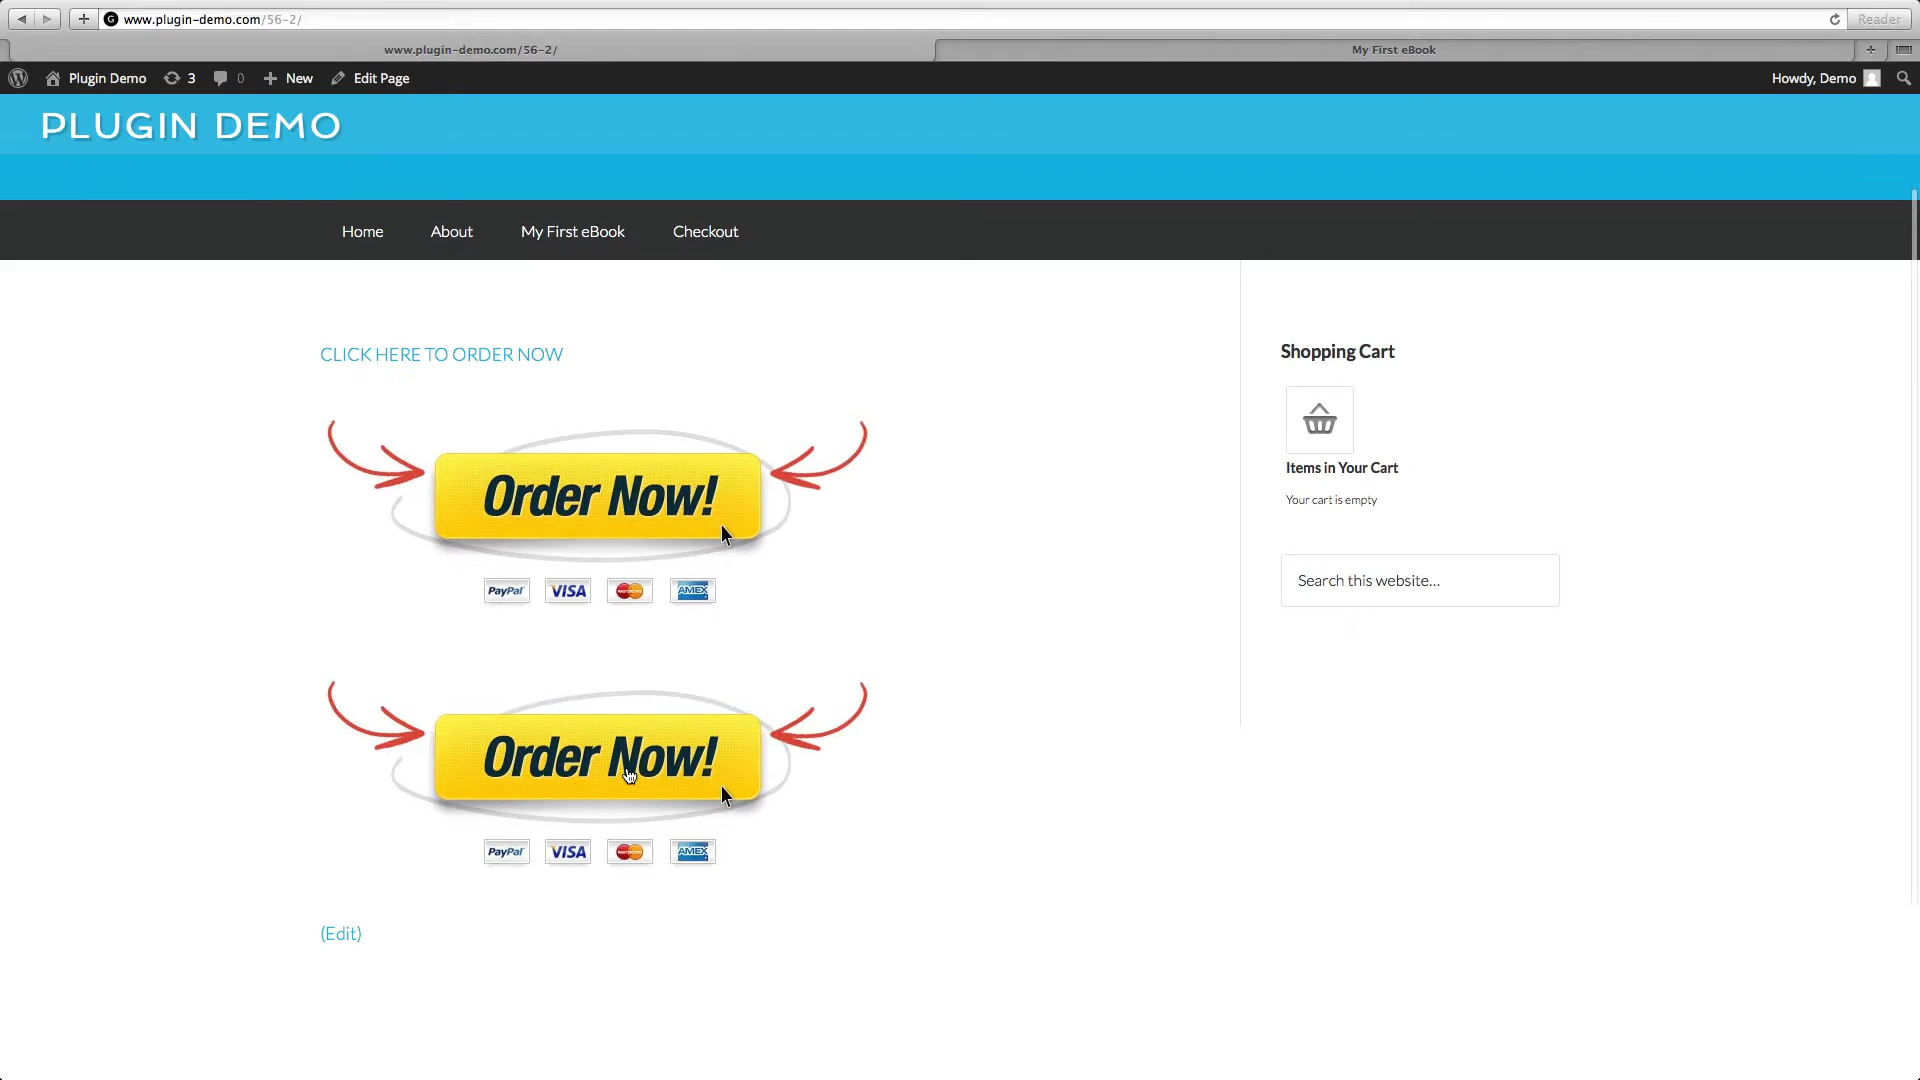 www.plugin-demo.com/56-2/
Reader
www.plugin-demo.com/56-2/
My First eBook
Plugin Demo
3
0
New
Edit Page
Howdy, Demo
PLUGIN DEMO
Home
About
My First eBook
Checkout
CLICK HERE TO ORDER NOW
Order Now!
PayPal
VISA
MasterCard
AMEX
Order Now!
PayPal
VISA
MasterCard
AMEX
(Edit)
Shopping Cart
Items in Your Cart
Your cart is empty
Search this website...